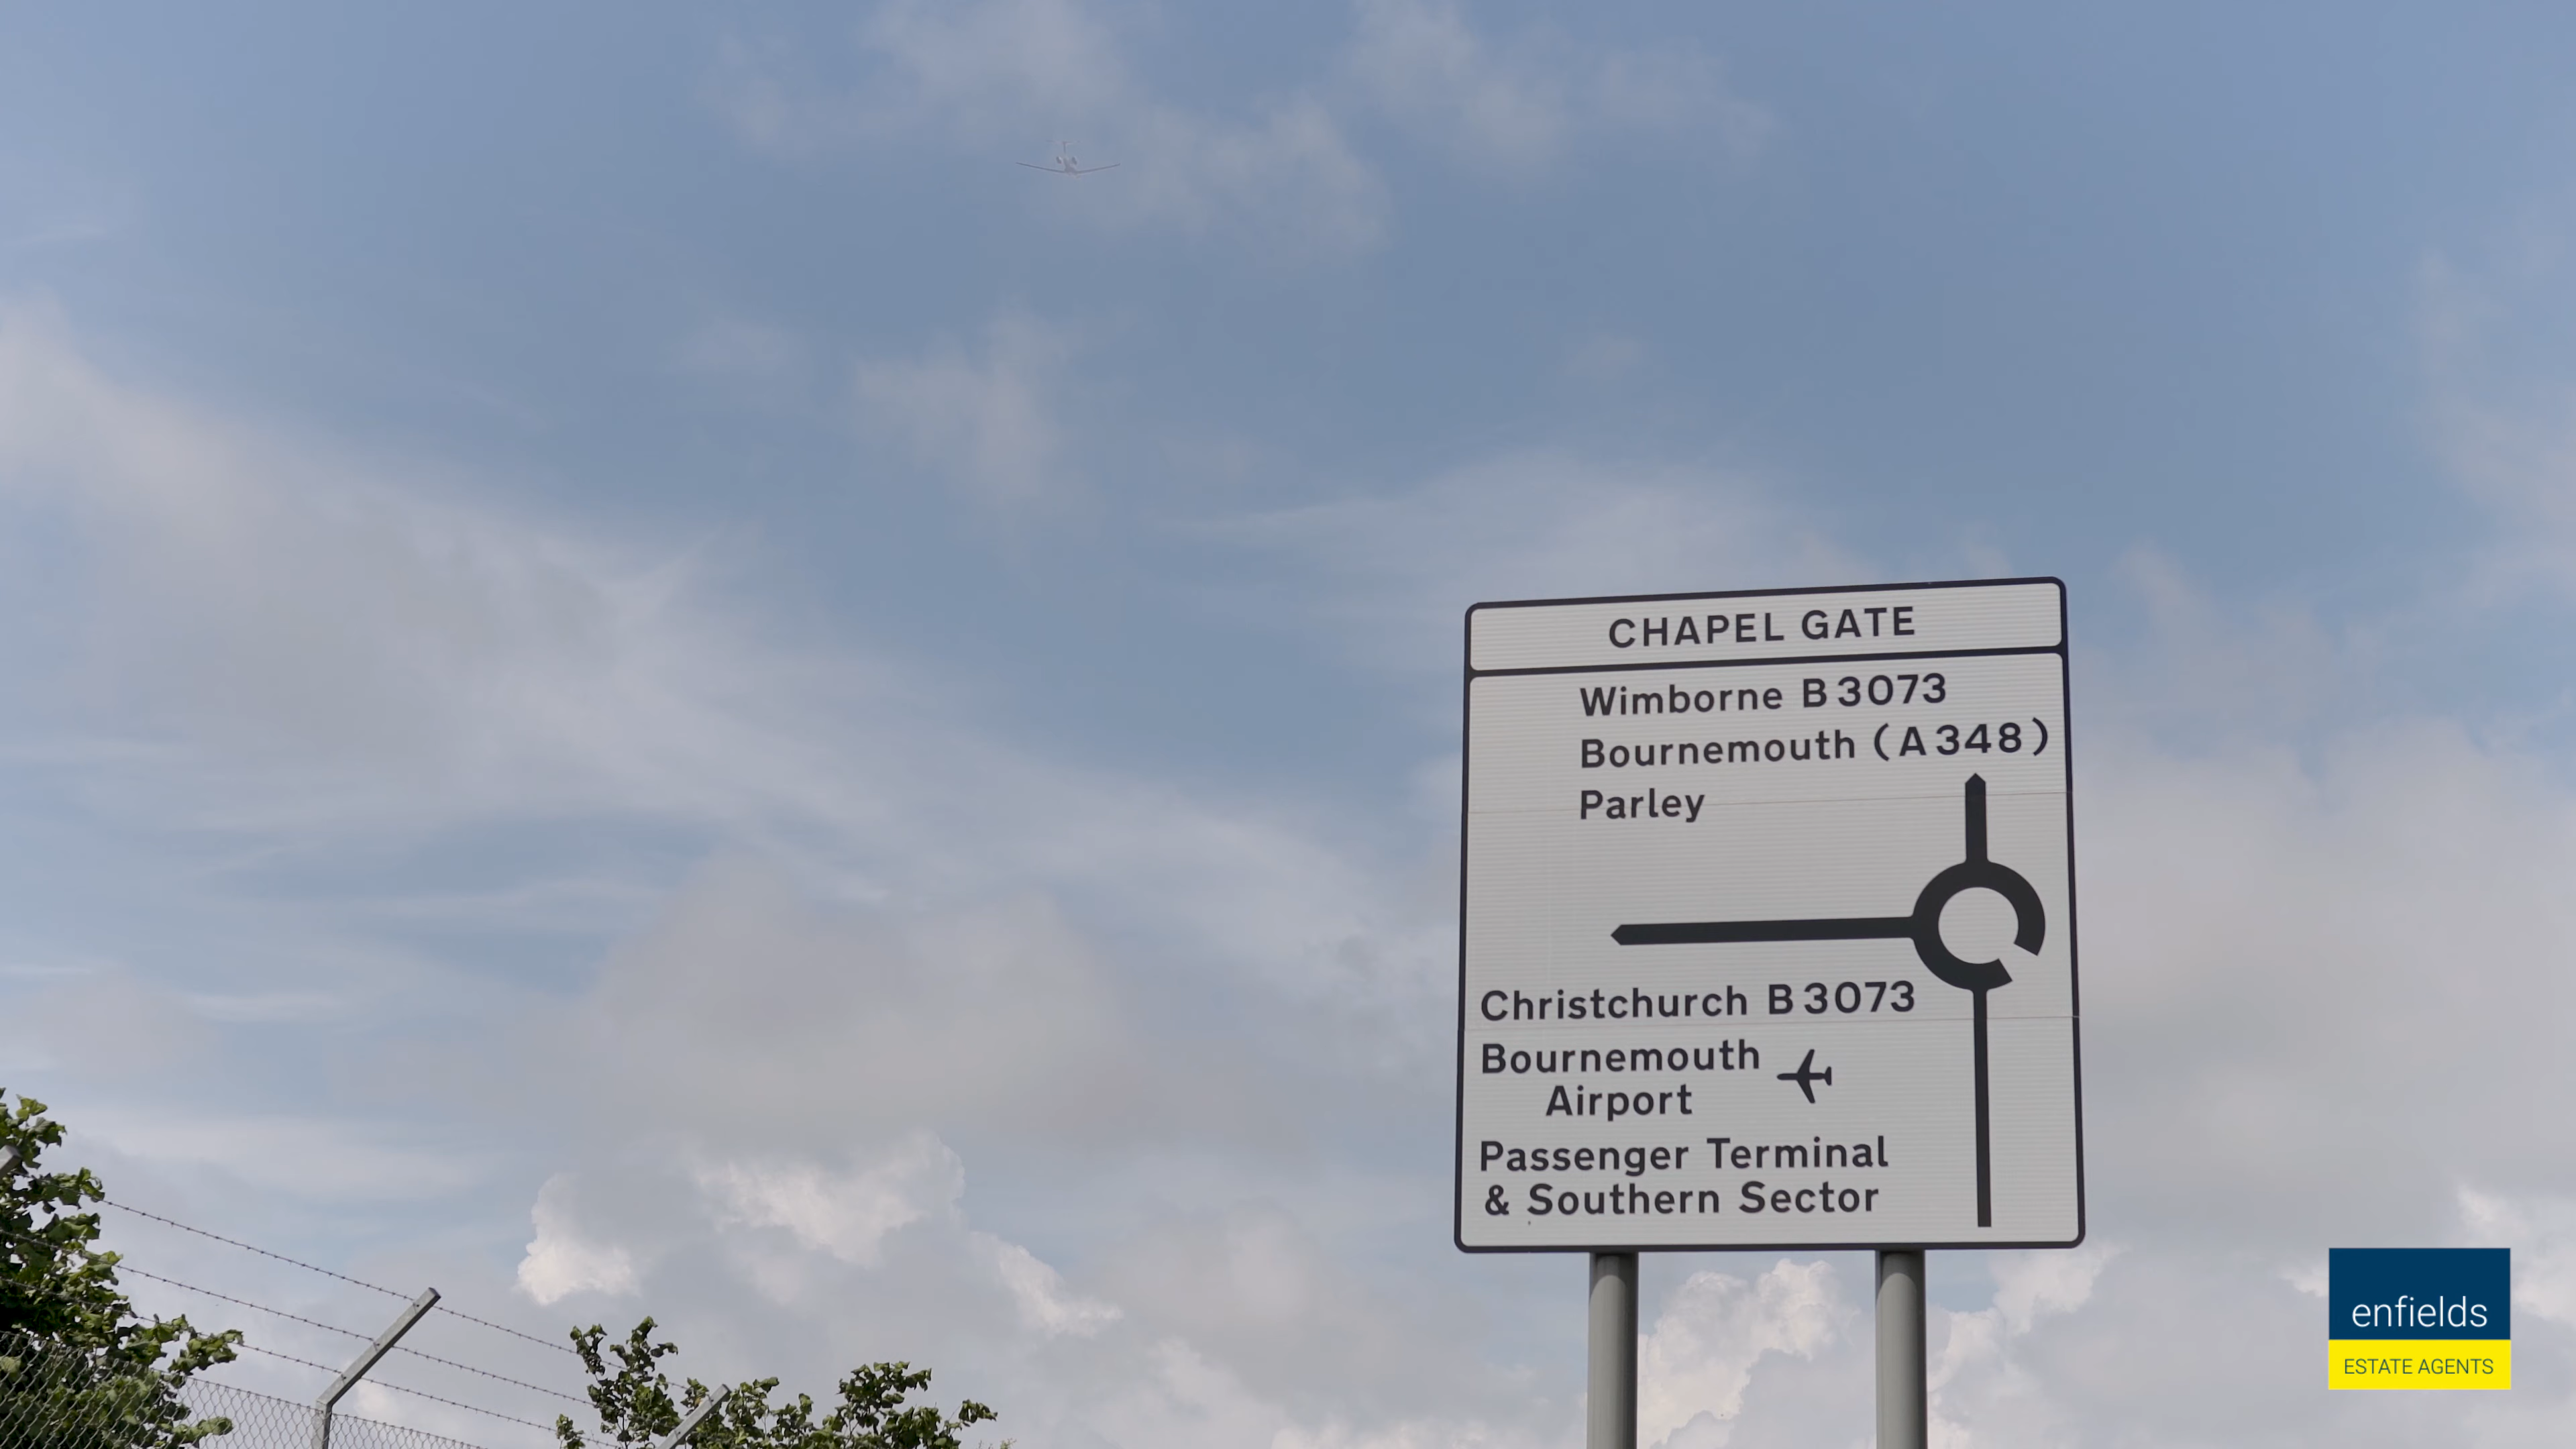 CHAPEL GATE
Wimborne B3073
Bournemouth (A348)
Parley
Christchurch B3073
Bournemouth
Airport
Passenger Terminal
& Southern Sector
enfields
ESTATE AGENTS